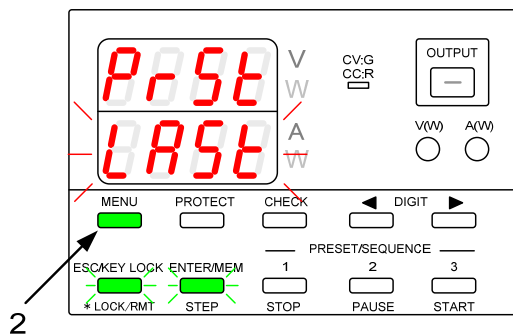 PrSt V W CV:G CC:R OUTPUT
LASt A W V(W) A(W)
MENU PROTECT CHECK ◀ DIGIT ▶
PRESET/SEQUENCE
ESC/KEY LOCK ENTER/MEM 1 2 3
* LOCK/RMT STEP STOP PAUSE START
2